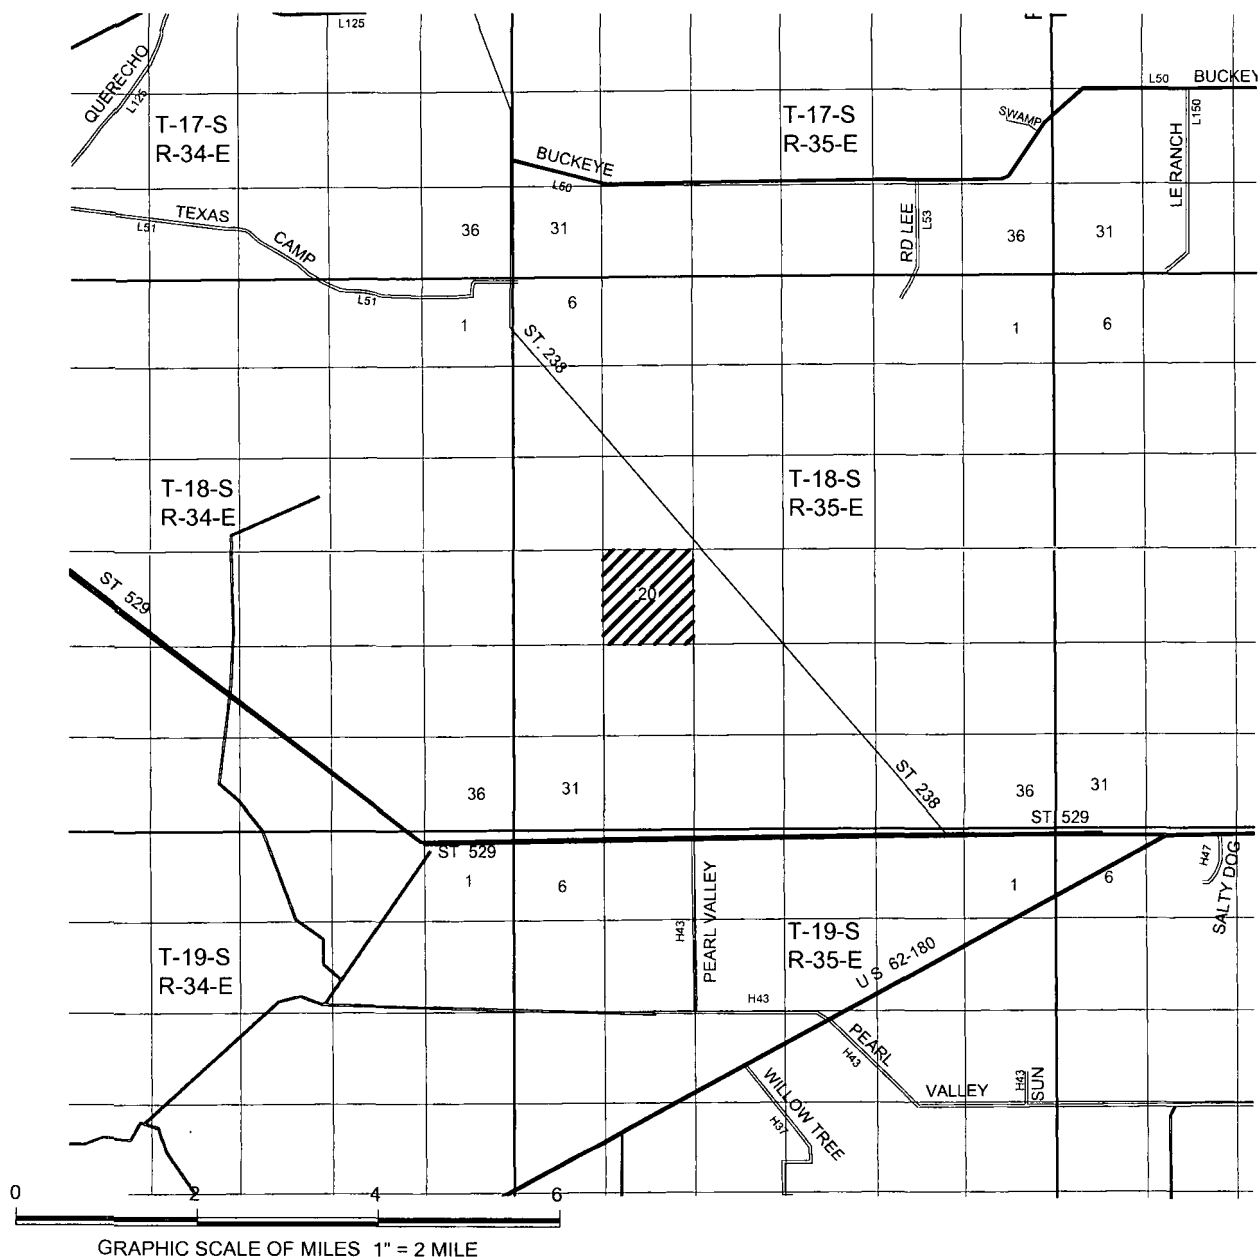 L125
QUERECHO
L125
T-17-S
R-34-E
T-17-S
R-35-E
L50 BUCKEY
SWAMP
L150
LE RANCH
BUCKEYE
L50
TEXAS
L51
CAMP
L51
36
31
RD LEE
L53
36
31
1
6
1
6
ST. 238
T-18-S
R-34-E
T-18-S
R-35-E
ST 529
20
36
31
ST 238
36
31
ST 529
ST 529
1
6
1
6
H47
SALTY DOG
H43
PEARL VALLEY
T-19-S
R-34-E
T-19-S
R-35-E
U S 62-180
H43
PEARL
H43
VALLEY
H43
SUN
WILLOW TREE
H37
0 2 4 6
GRAPHIC SCALE OF MILES 1" = 2 MILE